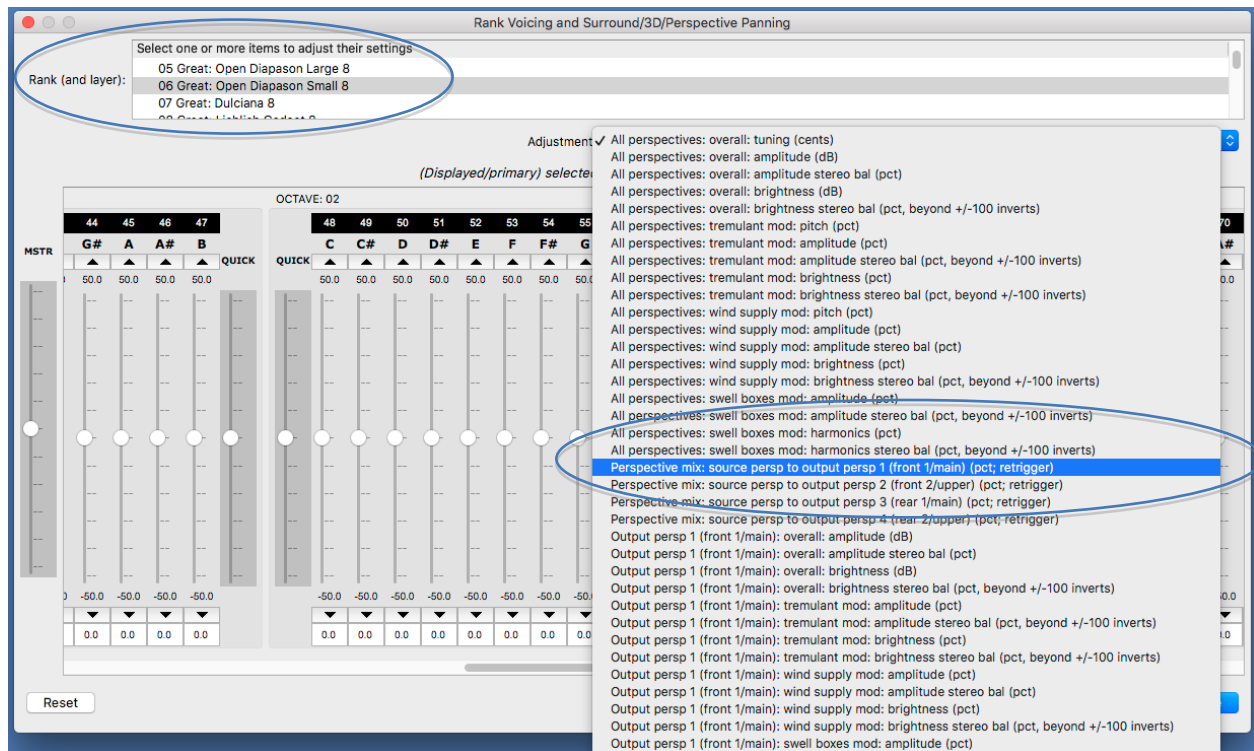 Rank Voicing and Surround/3D/Perspective Panning
Select one or more items to adjust their settings
Rank (and layer):
05 Great: Open Diapason Large 8
06 Great: Open Diapason Small 8
07 Great: Dulciana 8
Adjustment
(Displayed/primary)
✓ All perspectives: overall: tuning (cents)
All perspectives: overall: amplitude (dB)
All perspectives: overall: amplitude stereo bal (pct)
All perspectives: overall: brightness (dB)
All perspectives: overall: brightness stereo bal (pct, beyond +/-100 inverts)
All perspectives: tremulant mod: pitch (pct)
All perspectives: tremulant mod: amplitude (pct)
All perspectives: tremulant mod: amplitude stereo bal (pct, beyond +/-100 inverts)
All perspectives: tremulant mod: brightness (pct)
All perspectives: tremulant mod: brightness stereo bal (pct, beyond +/-100 inverts)
All perspectives: wind supply mod: pitch (pct)
All perspectives: wind supply mod: amplitude (pct)
All perspectives: wind supply mod: amplitude stereo bal (pct)
All perspectives: wind supply mod: brightness (pct)
All perspectives: wind supply mod: brightness stereo bal (pct, beyond +/-100 inverts)
All perspectives: swell boxes mod: amplitude (pct)
All perspectives: swell boxes mod: amplitude stereo bal (pct, beyond +/-100 inverts)
All perspectives: swell boxes mod: harmonics (pct)
All perspectives: swell boxes mod: harmonics stereo bal (pct, beyond +/-100 inverts)
Perspective mix: source persp to output persp 1 (front 1/main) (pct; retrigger)
Perspective mix: source persp to output persp 2 (front 2/upper) (pct; retrigger)
Perspective mix: source persp to output persp 3 (rear 1/main) (pct; retrigger)
Perspective mix: source persp to output persp 4 (rear 2/upper) (pct; retrigger)
Output persp 1 (front 1/main): overall: amplitude (dB)
Output persp 1 (front 1/main): overall: amplitude stereo bal (pct)
Output persp 1 (front 1/main): overall: brightness (dB)
Output persp 1 (front 1/main): overall: brightness stereo bal (pct, beyond +/-100 inverts)
Output persp 1 (front 1/main): tremulant mod: amplitude (pct)
Output persp 1 (front 1/main): tremulant mod: amplitude stereo bal (pct, beyond +/-100 inverts)
Output persp 1 (front 1/main): tremulant mod: brightness (pct)
Output persp 1 (front 1/main): tremulant mod: brightness stereo bal (pct, beyond +/-100 inverts)
Output persp 1 (front 1/main): wind supply mod: amplitude (pct)
Output persp 1 (front 1/main): wind supply mod: amplitude stereo bal (pct)
Output persp 1 (front 1/main): wind supply mod: brightness (pct)
Output persp 1 (front 1/main): wind supply mod: brightness stereo bal (pct, beyond +/-100 inverts)
Output persp 1 (front 1/main): swell boxes mod: amplitude (pct)
OCTAVE: 02
44 45 46 47 48 49 50 51 52 53 54 55 70
MSTR G# A A# B QUICK QUICK C C# D D# E F F# G
50.0 50.0 50.0 50.0 50.0 50.0 50.0 50.0 50.0 50.0 50.0
-50.0 -50.0 -50.0 -50.0 -50.0 -50.0 -50.0 -50.0 -50.0 -50.0 -50.0
0.0 0.0 0.0 0.0 0.0 0.0 0.0 0.0 0.0 0.0 0.0 0.0
Reset